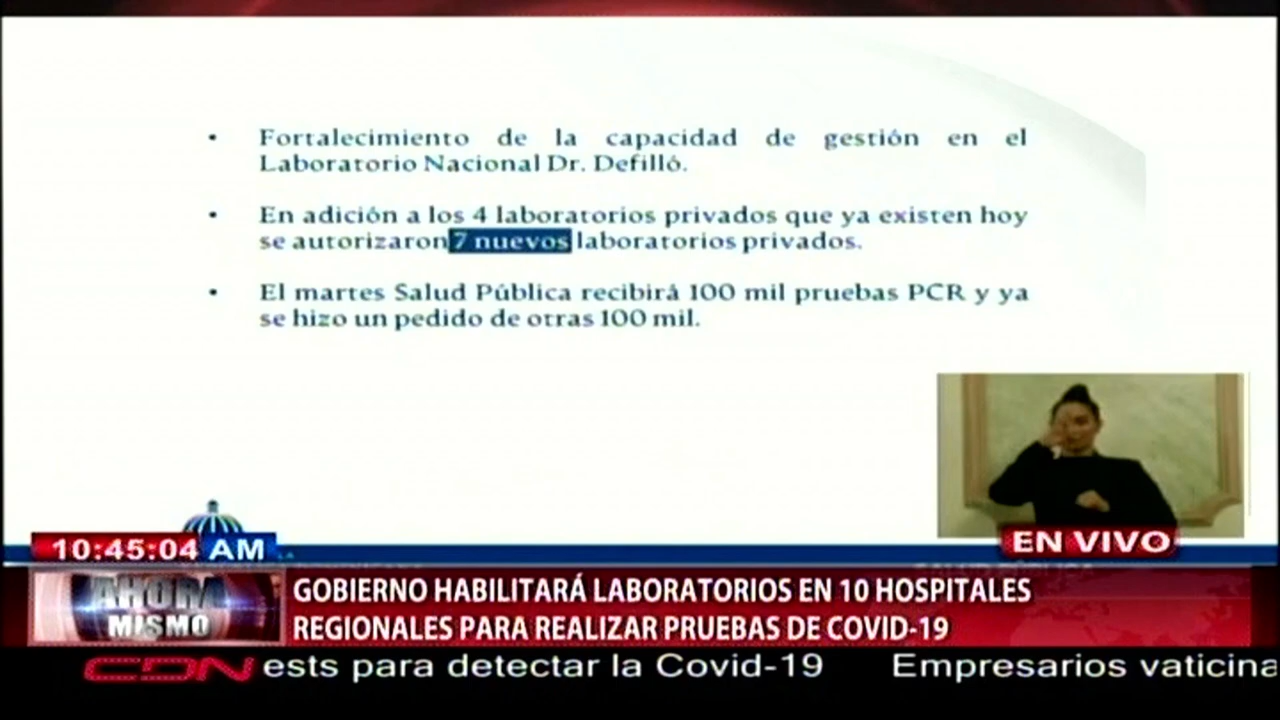 • Fortalecimiento de la capacidad de gestión en el
Laboratorio Nacional Dr. Defilló.
• En adición a los 4 laboratorios privados que ya existen hoy
se autorizaron 7 nuevos laboratorios privados.
• El martes Salud Pública recibirá 100 mil pruebas PCR y ya
se hizo un pedido de otras 100 mil.
EN VIVO
10:45:04 AM
SALUD PÚBLICA
AHORA
MISMO
GOBIERNO HABILITARÁ LABORATORIOS EN 10 HOSPITALES
REGIONALES PARA REALIZAR PRUEBAS DE COVID-19
CDN ests para detectar la Covid-19 Empresarios vaticina